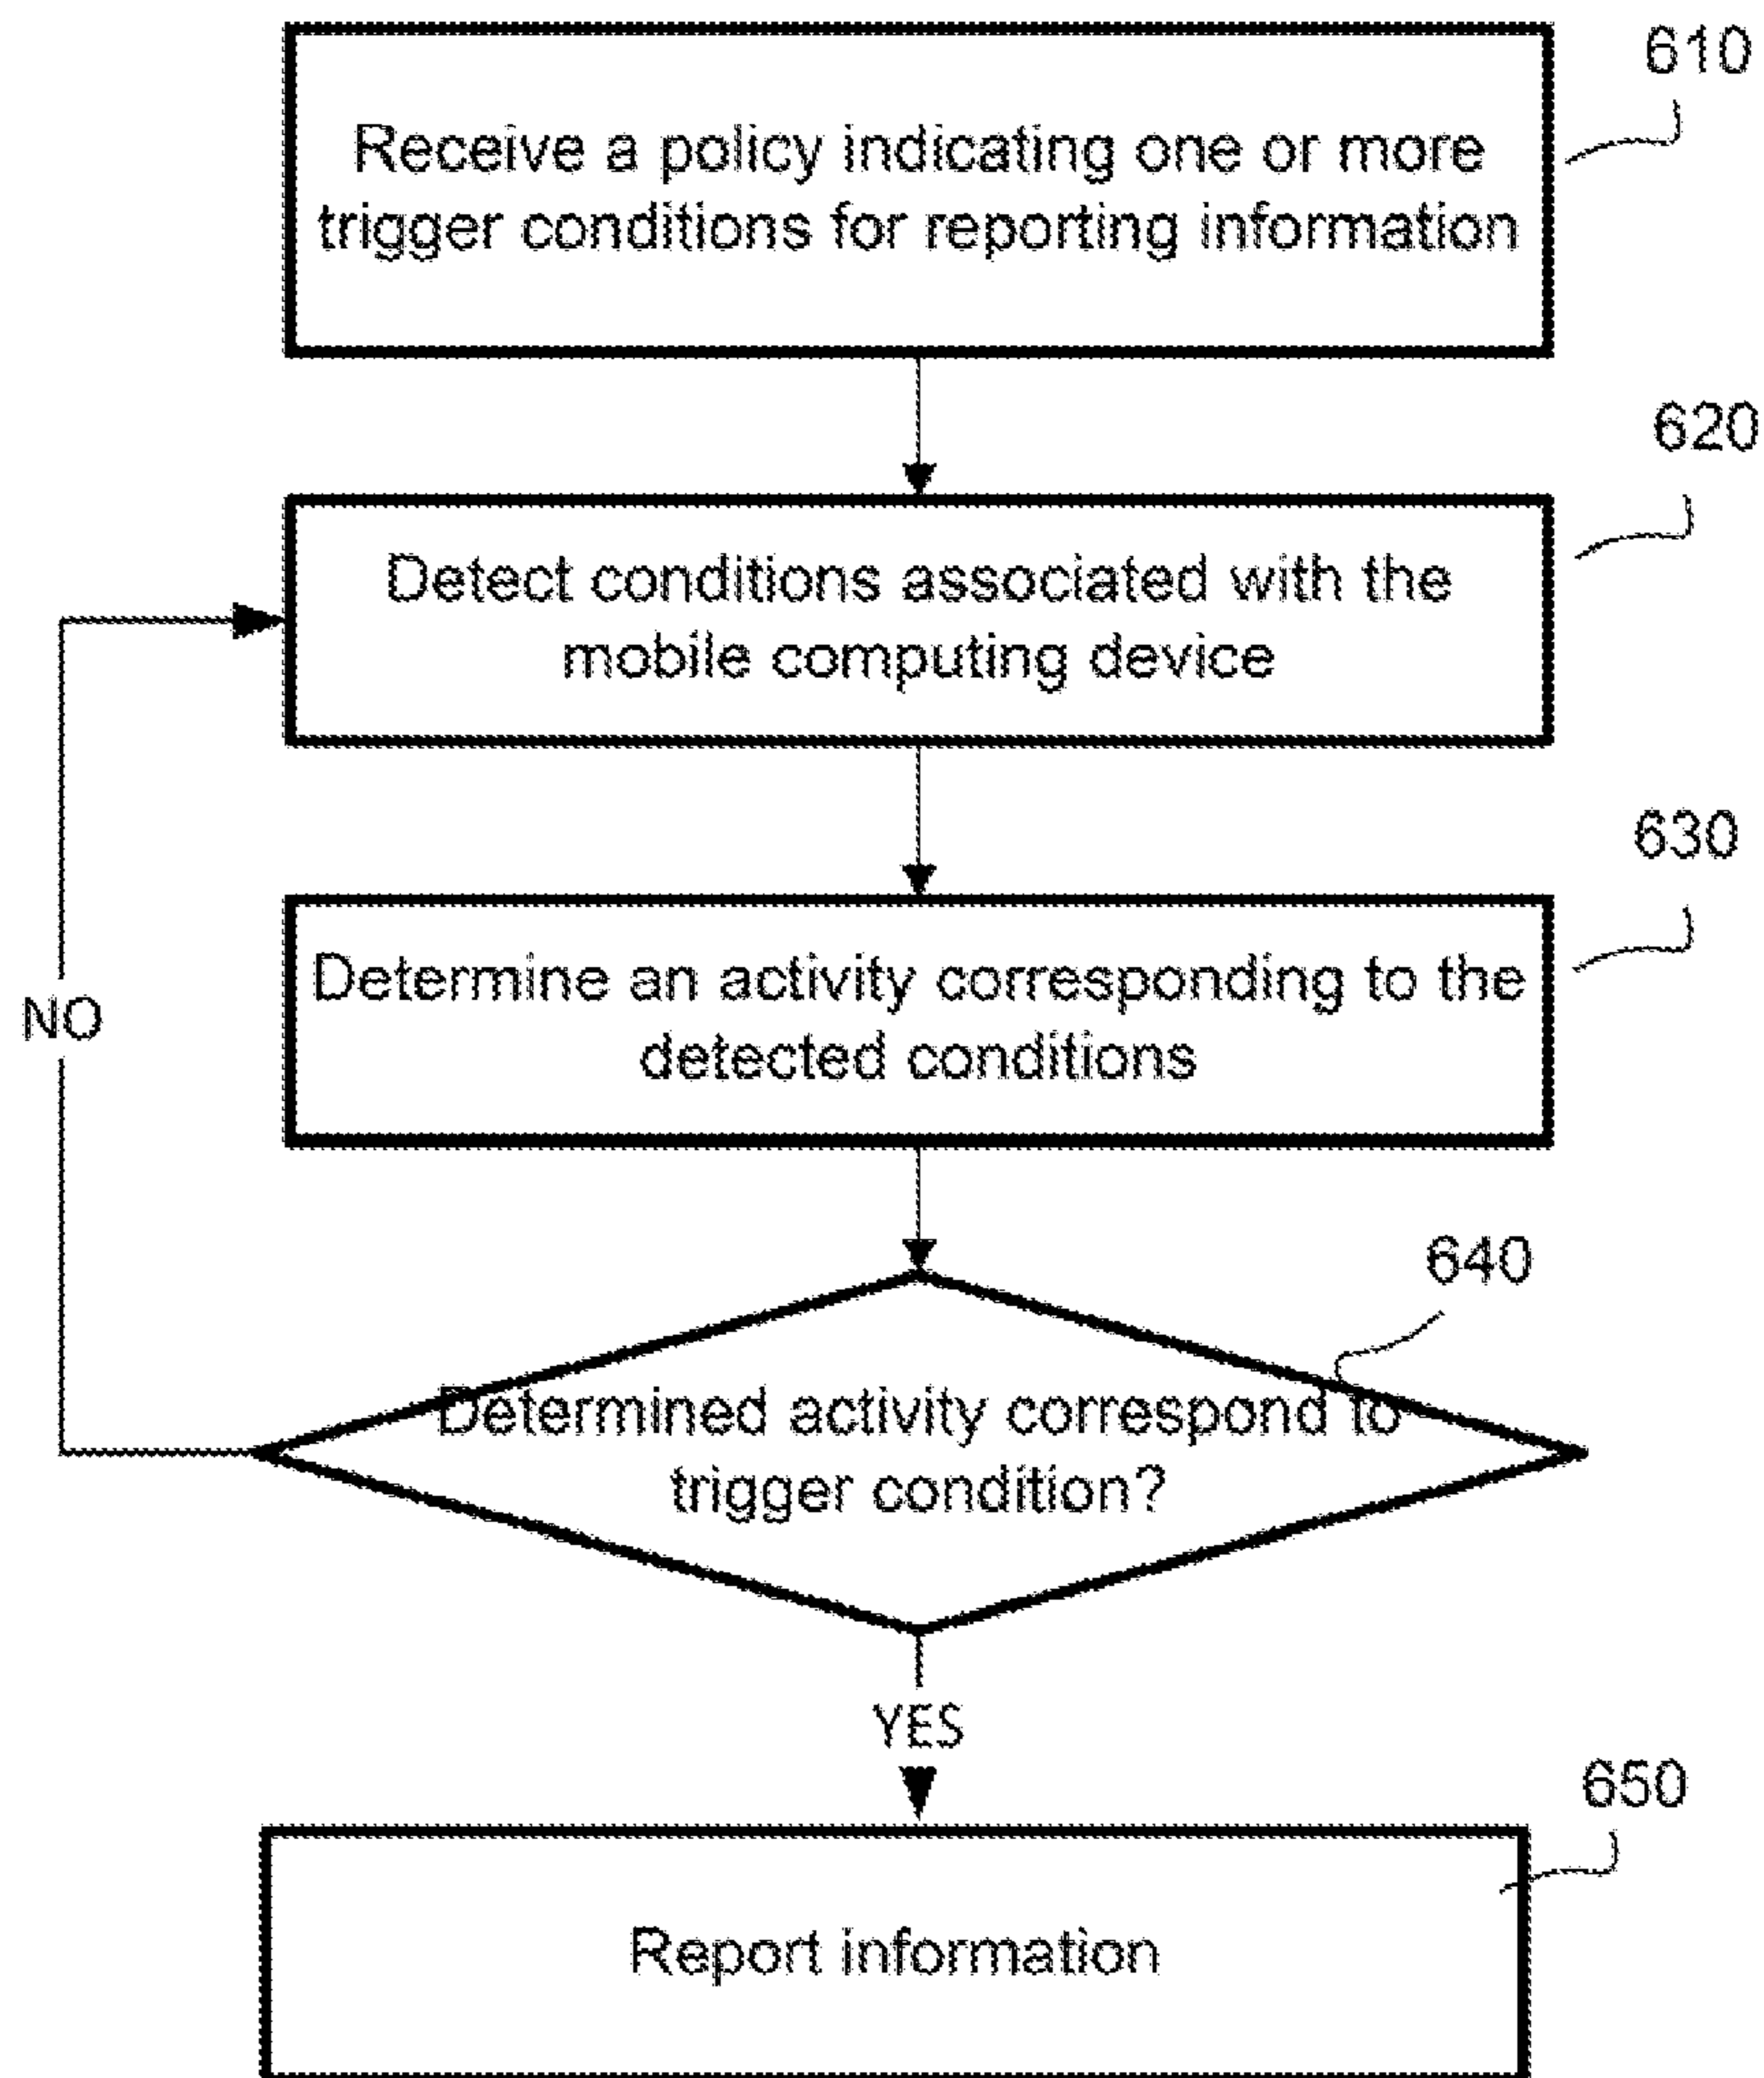 610
Receive a policy indicating one or more
trigger conditions for reporting information
620
Detect conditions associated with the
mobile computing device
630
Determine an activity corresponding to the
detected conditions
NO
640
Determined activity correspond to
trigger condition?
YES
650
Report information